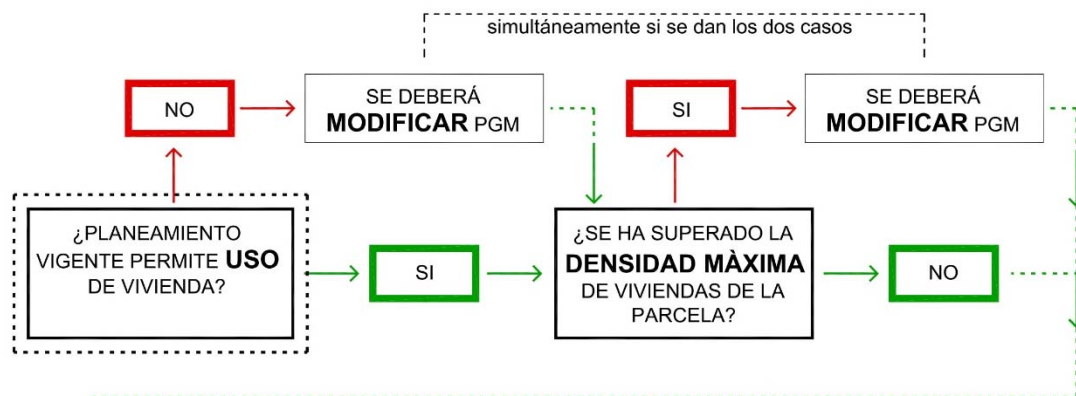 simultáneamente si se dan los dos casos
NO
SE DEBERÁ
MODIFICAR PGM
SI
SE DEBERÁ
MODIFICAR PGM
¿PLANEAMIENTO
VIGENTE PERMITE USO
DE VIVIENDA?
SI
¿SE HA SUPERADO LA
DENSIDAD MÀXIMA
DE VIVIENDAS DE LA
PARCELA?
NO